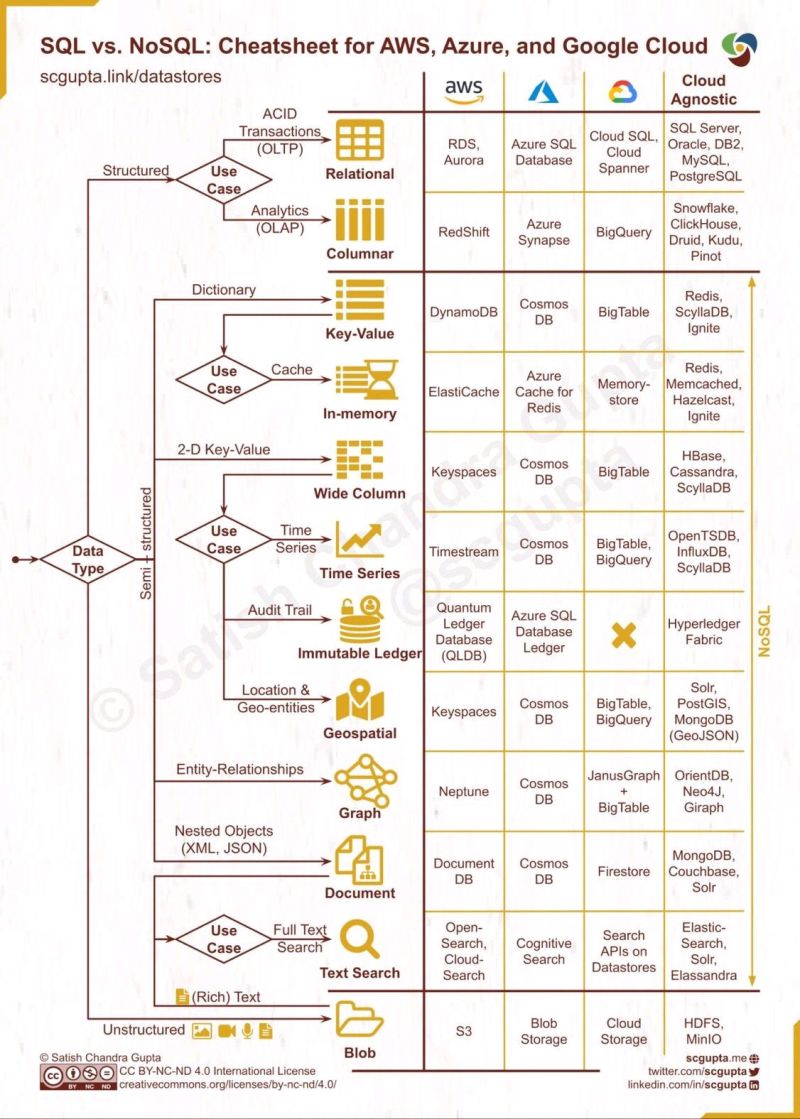 SQL vs. NoSQL: Cheatsheet for AWS, Azure, and Google Cloud
scgupta.link/datastores
aws
Cloud
Agnostic
Data
Type
Structured
Use
Case
ACID
Transactions
(OLTP)
Relational
RDS,
Aurora
Azure SQL
Database
Cloud SQL,
Cloud
Spanner
SQL Server,
Oracle, DB2,
MySQL,
PostgreSQL
Analytics
(OLAP)
Columnar
RedShift
Azure
Synapse
BigQuery
Snowflake,
ClickHouse,
Druid, Kudu,
Pinot
Semi - structured
NoSQL
Dictionary
Key-Value
DynamoDB
Cosmos
DB
BigTable
Redis,
ScyllaDB,
Ignite
Use
Case
Cache
In-memory
ElastiCache
Azure
Cache for
Redis
Memory-
store
Redis,
Memcached,
Hazelcast,
Ignite
2-D Key-Value
Wide Column
Keyspaces
Cosmos
DB
BigTable
HBase,
Cassandra,
ScyllaDB
Use
Case
Time
Series
Time Series
Timestream
Cosmos
DB
BigTable,
BigQuery
OpenTSDB,
InfluxDB,
ScyllaDB
Audit Trail
Immutable Ledger
Quantum
Ledger
Database
(QLDB)
Azure SQL
Database
Ledger
Hyperledger
Fabric
Location &
Geo-entities
Geospatial
Keyspaces
Cosmos
DB
BigTable,
BigQuery
Solr,
PostGIS,
MongoDB
(GeoJSON)
Entity-Relationships
Graph
Neptune
Cosmos
DB
JanusGraph
+
BigTable
OrientDB,
Neo4J,
Giraph
Nested Objects
(XML, JSON)
Document
Document
DB
Cosmos
DB
Firestore
MongoDB,
Couchbase,
Solr
Use
Case
Full Text
Search
Text Search
Open-
Search,
Cloud-
Search
Cognitive
Search
Search
APIs on
Datastores
Elastic-
Search,
Solr,
Elassandra
(Rich) Text
Unstructured
Blob
S3
Blob
Storage
Cloud
Storage
HDFS,
MinIO
© Satish Chandra Gupta
@scgupta
© Satish Chandra Gupta
cc BY NC ND
CC BY-NC-ND 4.0 International License
creativecommons.org/licenses/by-nc-nd/4.0/
scgupta.me
twitter.com/scgupta
linkedin.com/in/scgupta